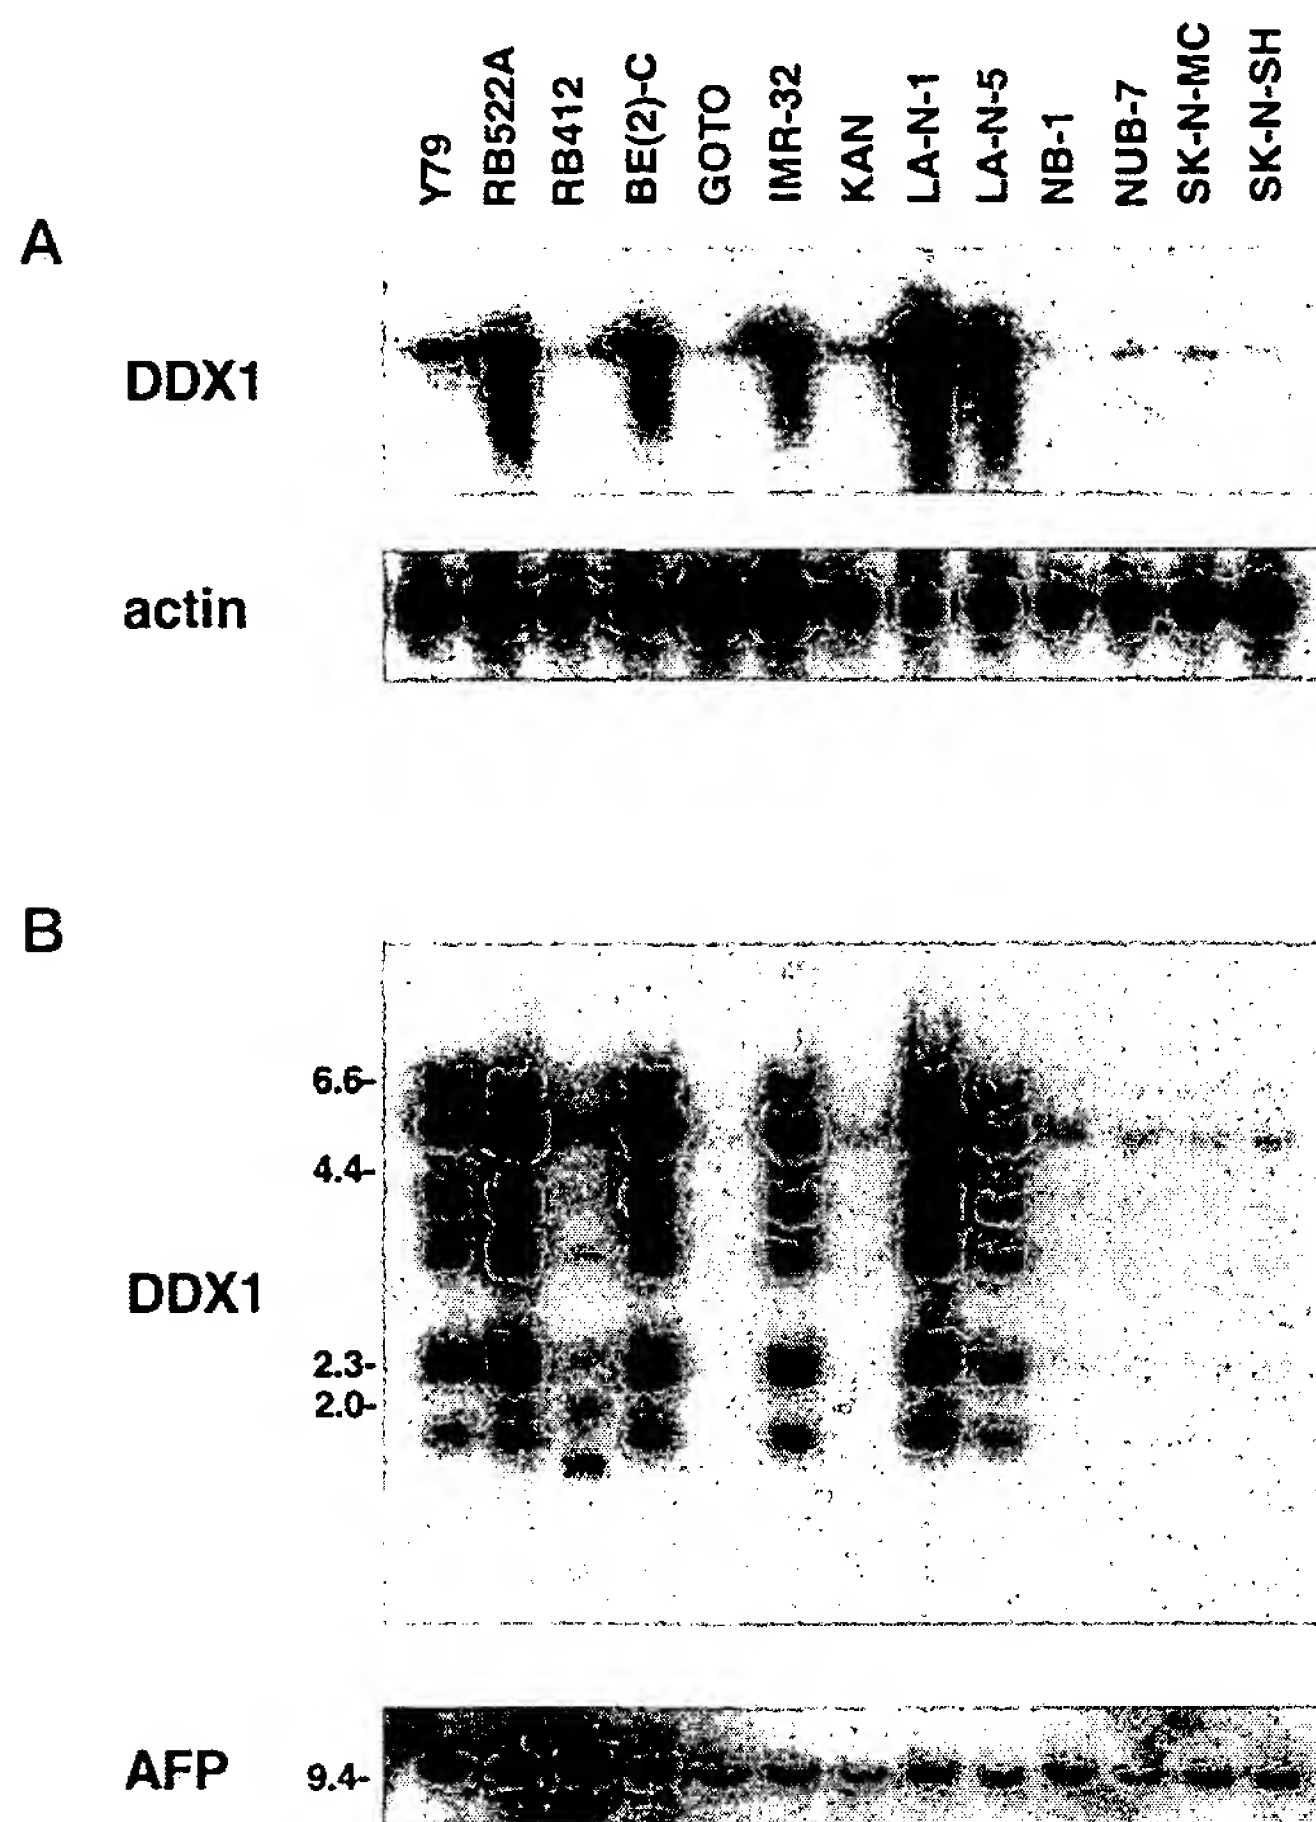 Y79 RB522A RB412 BE(2)-C GOTO IMR-32 KAN LA-N-1 LA-N-5 NB-1 NUB-7 SK-N-MC SK-N-SH
A
DDX1
actin
B
6.6-
4.4-
DDX1
2.3-
2.0-
AFP 9.4-